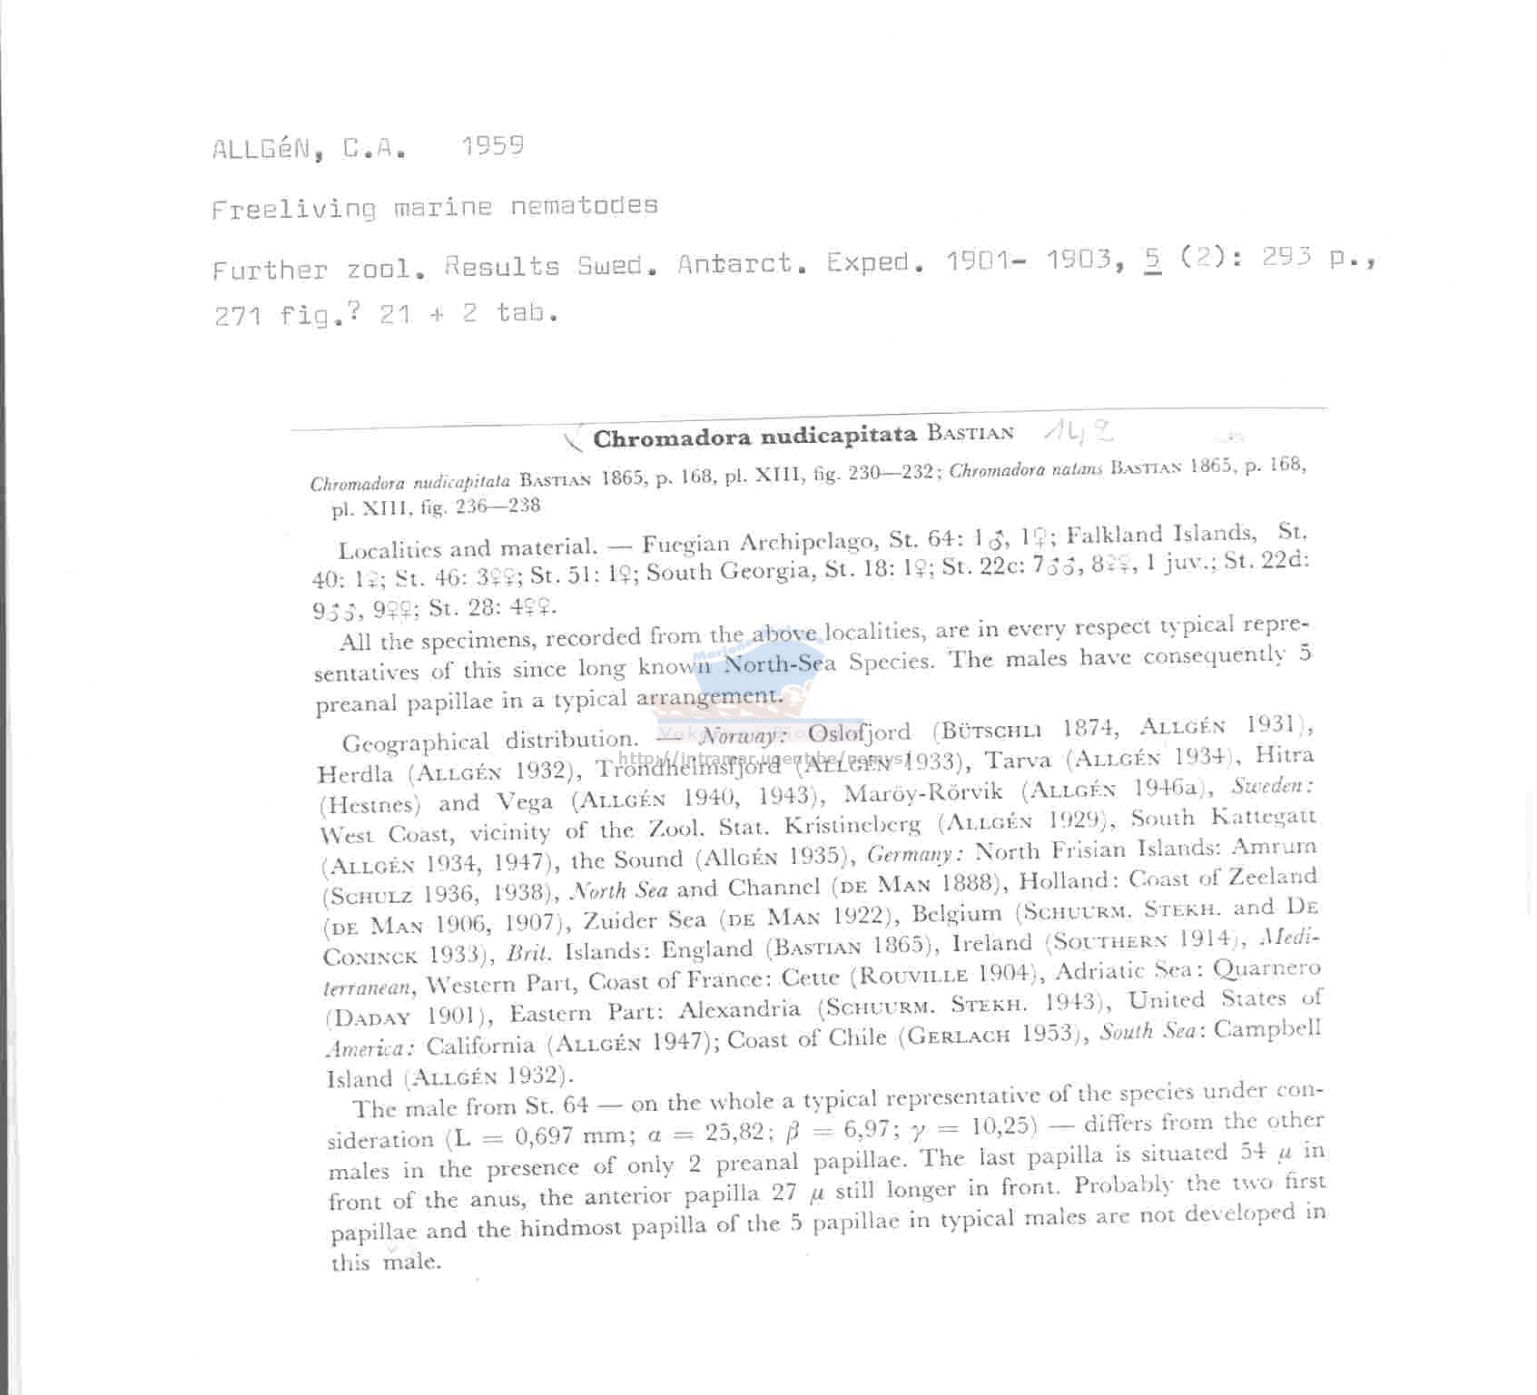 ALLGéN, C.A. 1959
Freeliving marine nematodes
Further zool. Results Swed. Antarct. Exped. 1901- 1903, 5 (2): 293 p.,
271 fig.? 21 + 2 tab.
Chromadora nudicapitata BASTIAN 142
Chromadora nudicapitata BASTIAN 1865, p. 168, pl. XIII, fig. 230—232; Chromadora natans BASTIAN 1865, p. 168,
pl. XIII, fig. 236—238
Localities and material. — Fuegian Archipelago, St. 64: 1♂, 1♀; Falkland Islands, St.
40: 1♀; St. 46: 3♀♀; St. 51: 1♀; South Georgia, St. 18: 1♀; St. 22c: 7♂♂, 8♀♀, 1 juv.; St. 22d:
9♂♂, 9♀♀; St. 28: 4♀♀.
All the specimens, recorded from the above localities, are in every respect typical repre-
sentatives of this since long known North-Sea Species. The males have consequently 5
preanal papillae in a typical arrangement.
Geographical distribution. — Norway: Oslofjord (BÜTSCHLI 1874, ALLGÉN 1931),
Herdla (ALLGÉN 1932), Trondheimsfjord (ALLGÉN 1933), Tarva (ALLGÉN 1934), Hitra
http://intramar.ugent.be/nemys/
(Hestnes) and Vega (ALLGÉN 1940, 1943), Maröy-Rörvik (ALLGÉN 1946a), Sweden:
West Coast, vicinity of the Zool. Stat. Kristineberg (ALLGÉN 1929), South Kattegatt
(ALLGÉN 1934, 1947), the Sound (AllGÉN 1935), Germany: North Frisian Islands: Amrum
(SCHULZ 1936, 1938), North Sea and Channel (DE MAN 1888), Holland: Coast of Zeeland
(DE MAN 1906, 1907), Zuider Sea (DE MAN 1922), Belgium (SCHUURM. STEKH. and DE
CONINCK 1933), Brit. Islands: England (BASTIAN 1865), Ireland (SOUTHERN 1914), Medi-
terranean, Western Part, Coast of France: Cette (ROUVILLE 1904), Adriatic Sea: Quarnero
(DADAY 1901), Eastern Part: Alexandria (SCHUURM. STEKH. 1943), United States of
America: California (ALLGÉN 1947); Coast of Chile (GERLACH 1953), South Sea: Campbell
Island (ALLGÉN 1932).
The male from St. 64 — on the whole a typical representative of the species under con-
sideration (L = 0,697 mm; α = 25,82; β = 6,97; γ = 10,25) — differs from the other
males in the presence of only 2 preanal papillae. The last papilla is situated 54 μ in
front of the anus, the anterior papilla 27 μ still longer in front. Probably the two first
papillae and the hindmost papilla of the 5 papillae in typical males are not developed in
this male.